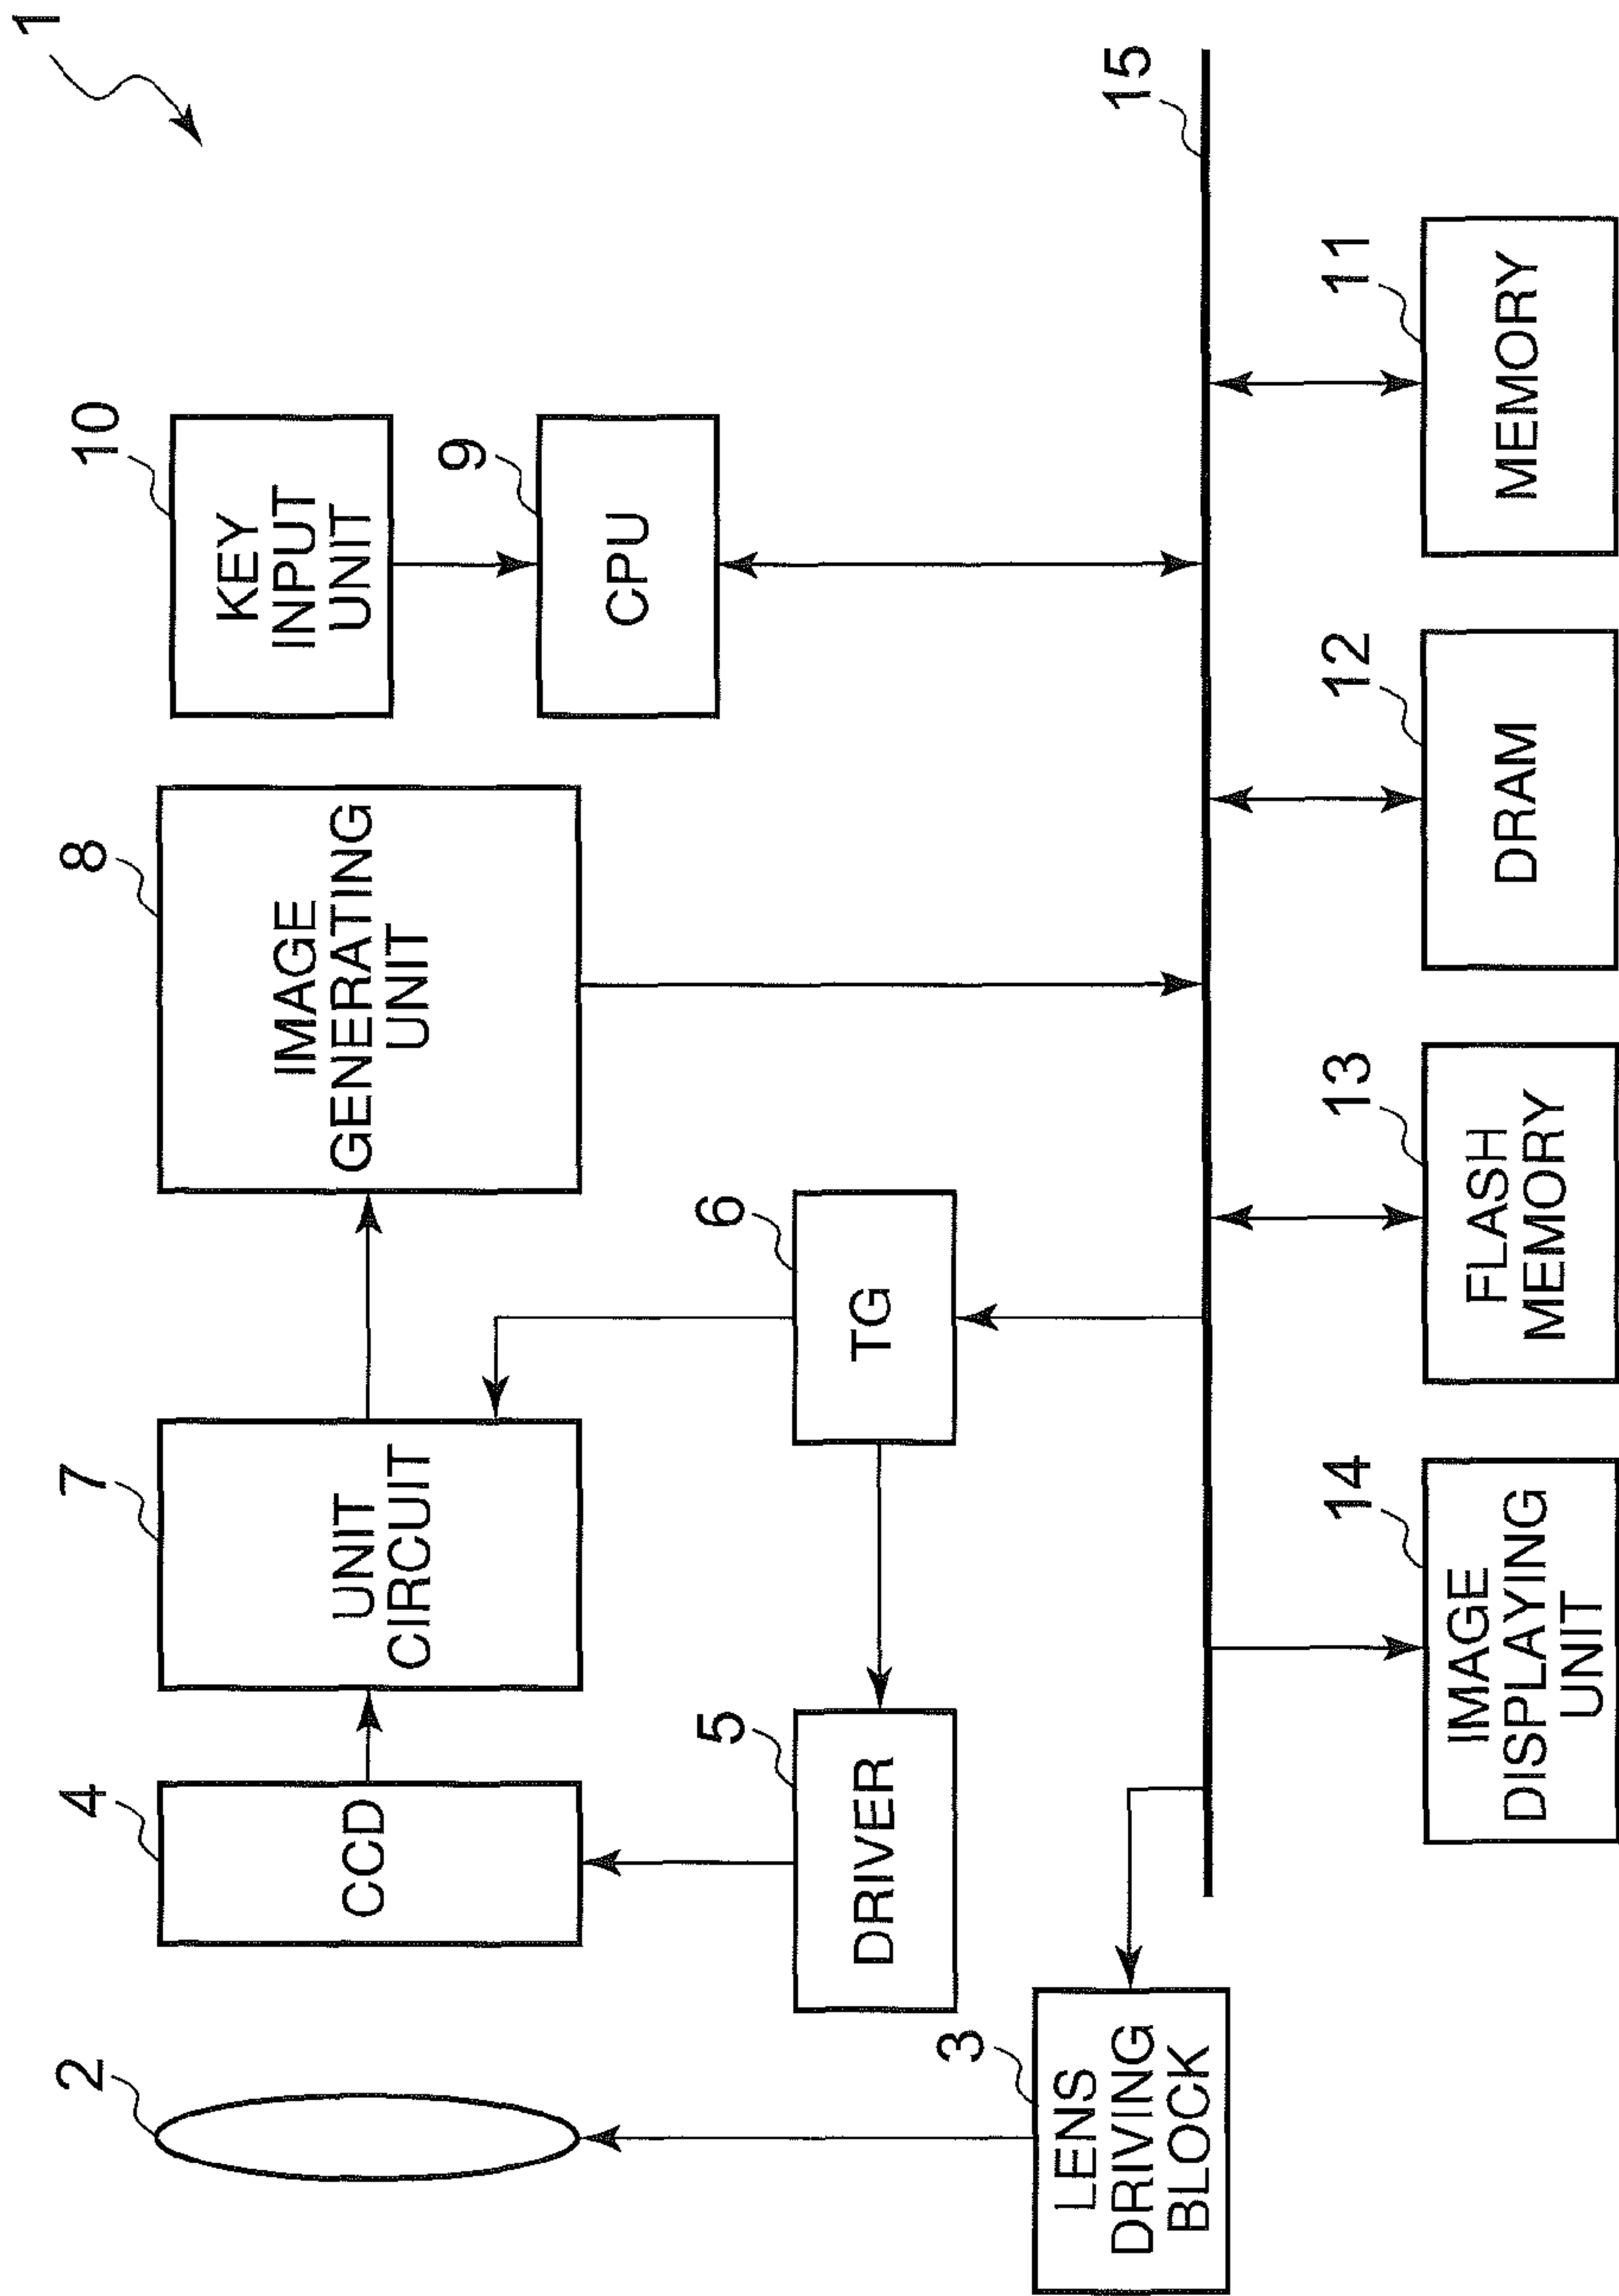 1
2
4
CCD
7
UNIT
CIRCUIT
8
IMAGE
GENERATING
UNIT
10
KEY
INPUT
UNIT
9
CPU
5
DRIVER
6
TG
3
LENS
DRIVING
BLOCK
15
14
IMAGE
DISPLAYING
UNIT
13
FLASH
MEMORY
12
DRAM
11
MEMORY